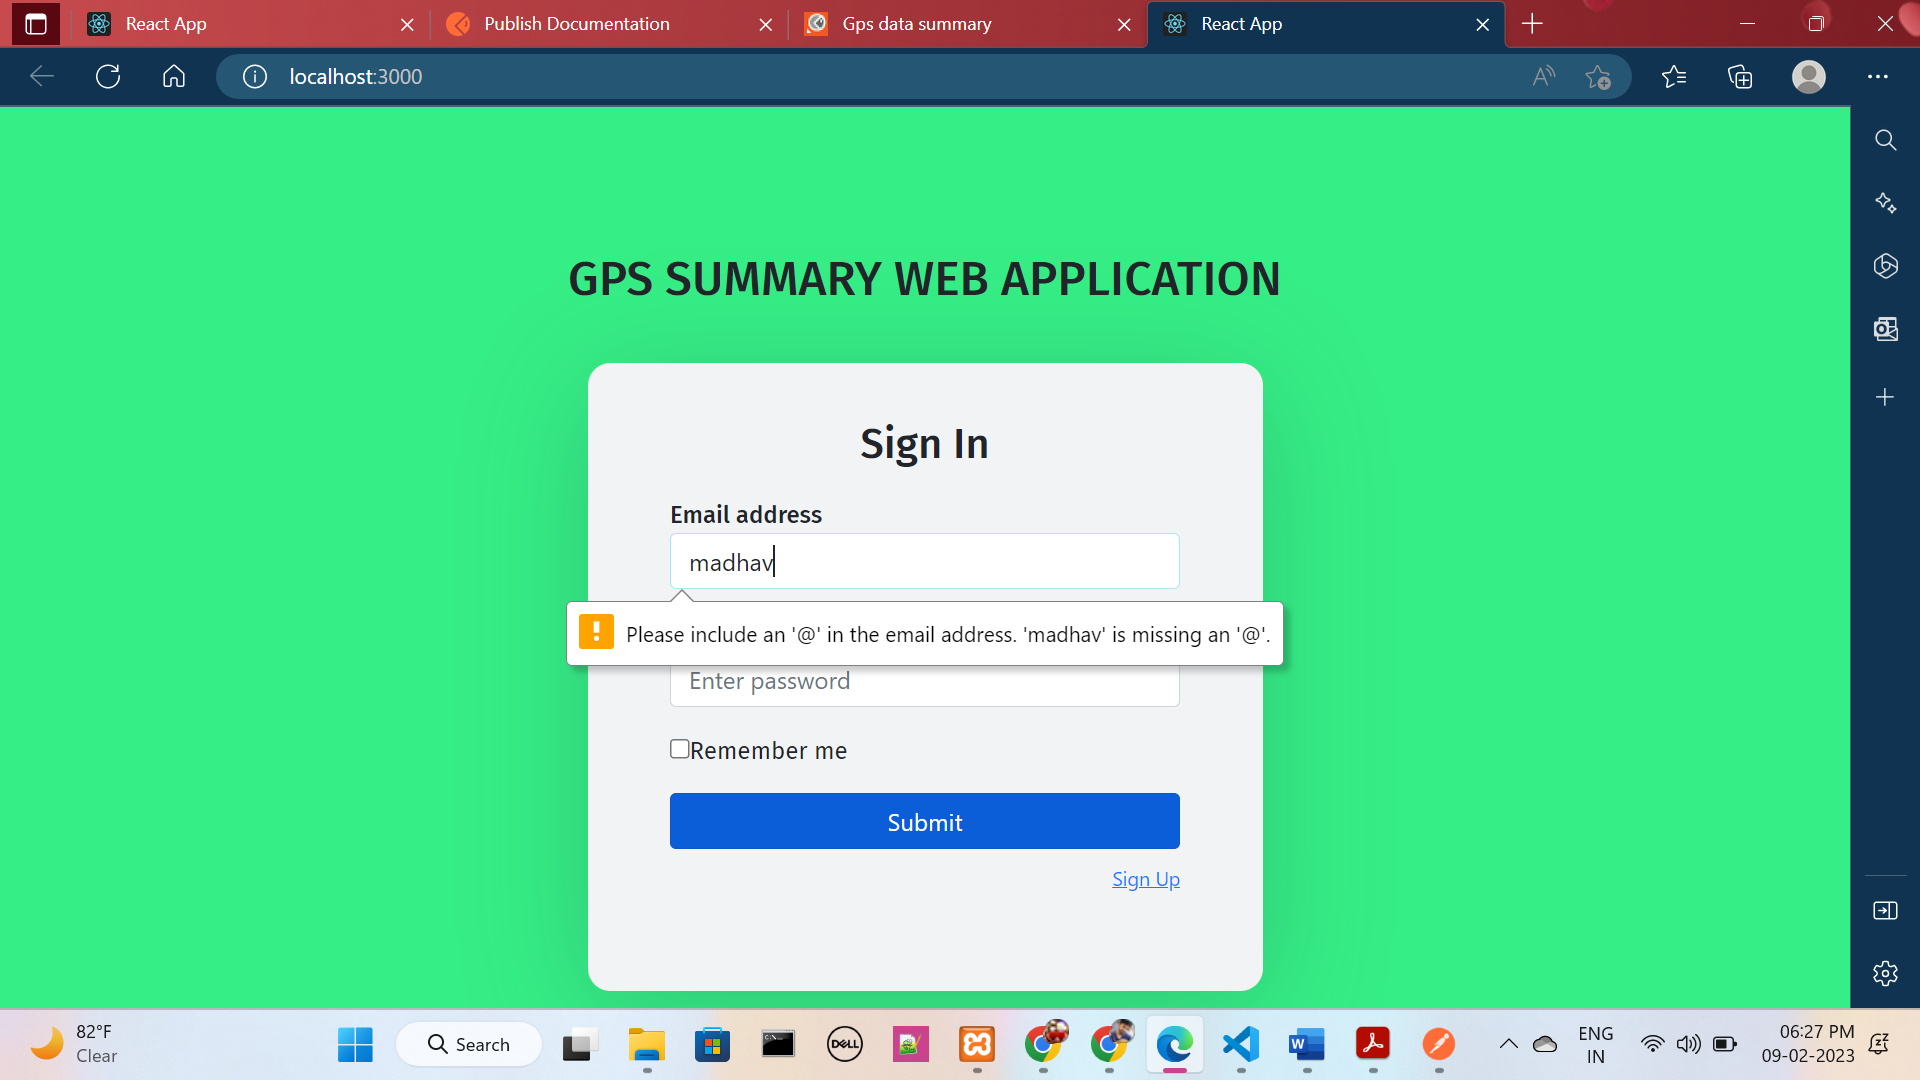 React App
Publish Documentation
Gps data summary
React App
localhost:3000
GPS SUMMARY WEB APPLICATION
Sign In
Email address
madhav
Please include an '@' in the email address. 'madhav' is missing an '@'.
Enter password
Remember me
Submit
Sign Up
82°F
Clear
Search
DELL
ENG
IN
06:27 PM
09-02-2023